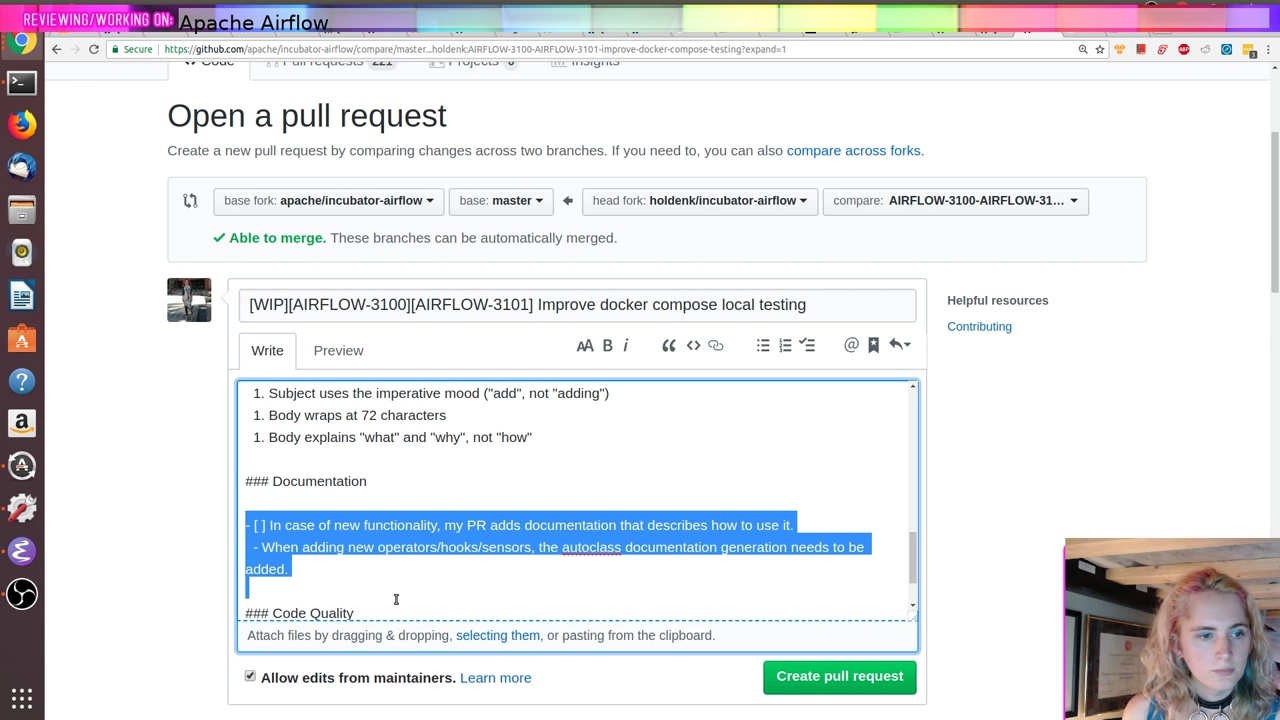 REVIEWING/WORKING ON: Apache Airflow
Secure https://github.com/apache/incubator-airflow/compare/master...holdenk:AIRFLOW-3100-AIRFLOW-3101-improve-docker-compose-testing?expand=1
Code Pull requests 221 Projects 0 Insights
Open a pull request
Create a new pull request by comparing changes across two branches. If you need to, you can also compare across forks.
base fork: apache/incubator-airflow base: master head fork: holdenk/incubator-airflow compare: AIRFLOW-3100-AIRFLOW-31...
Able to merge. These branches can be automatically merged.
[WIP][AIRFLOW-3100][AIRFLOW-3101] Improve docker compose local testing
Helpful resources
Contributing
Write Preview
1. Subject uses the imperative mood ("add", not "adding")
1. Body wraps at 72 characters
1. Body explains "what" and "why", not "how"
### Documentation
- [ ] In case of new functionality, my PR adds documentation that describes how to use it.
- When adding new operators/hooks/sensors, the autoclass documentation generation needs to be
added.
### Code Quality
Attach files by dragging & dropping, selecting them, or pasting from the clipboard.
Allow edits from maintainers. Learn more
Create pull request